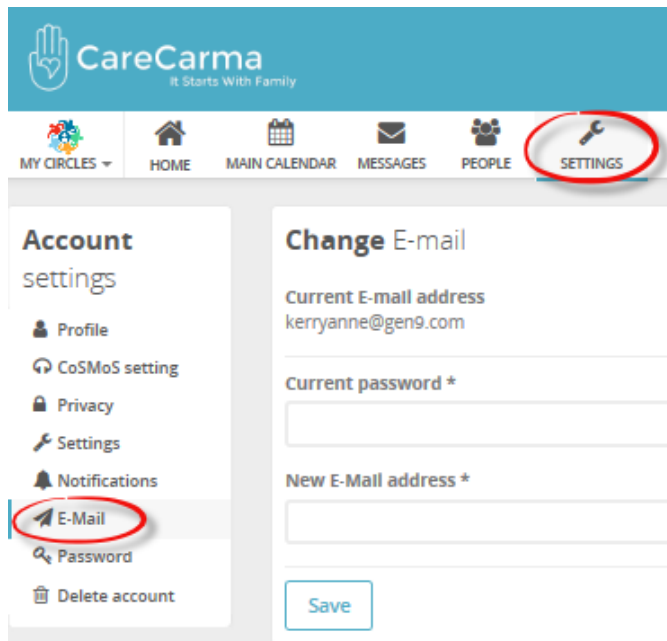 CareCarma
It Starts With Family
MY CIRCLES
HOME
MAIN CALENDAR
MESSAGES
PEOPLE
SETTINGS
Account
settings
Profile
CoSMoS setting
Privacy
Settings
Notifications
E-Mail
Password
Delete account
Change E-mail
Current E-mail address
kerryanne@gen9.com
Current password *
New E-Mail address *
Save